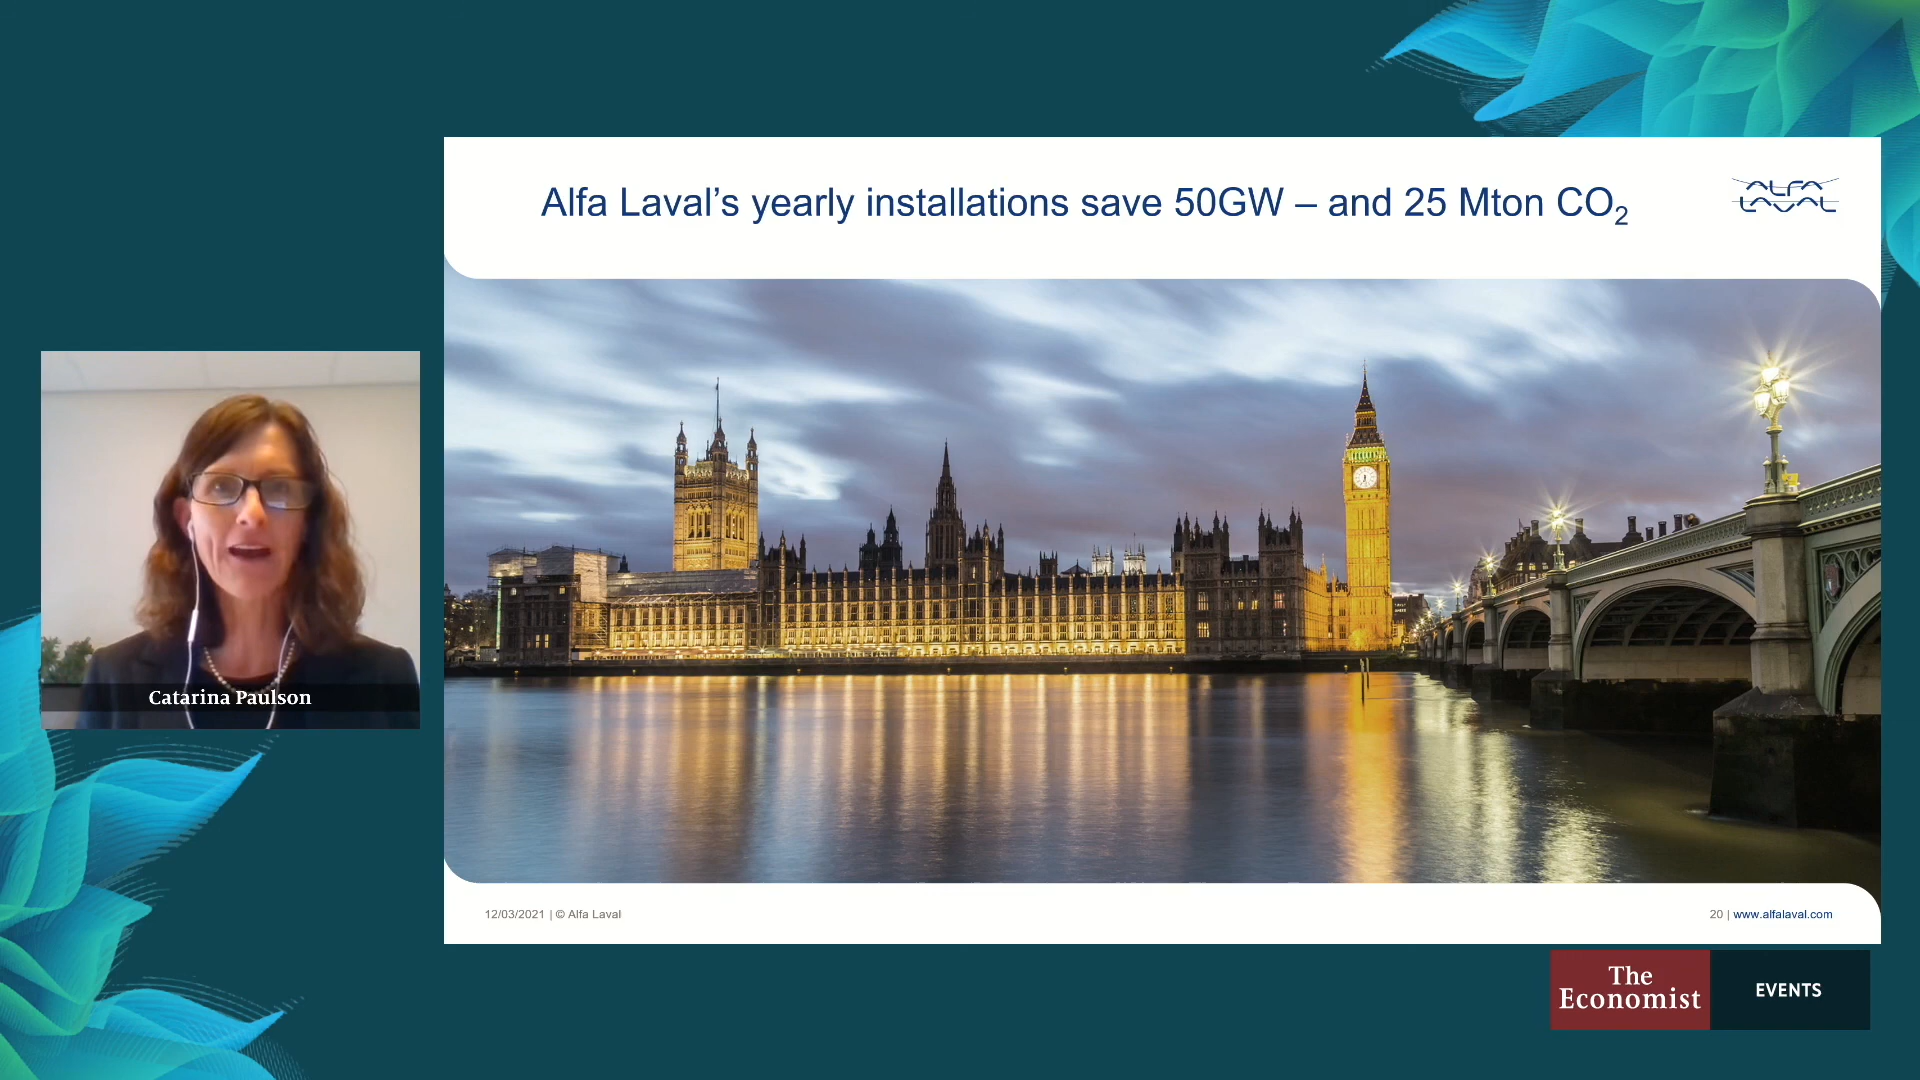 Alfa Laval’s yearly installations save 50GW – and 25 Mton CO₂
ALFA
LAVAL
Catarina Paulson
12/03/2021 | © Alfa Laval
20 | www.alfalaval.com
The
Economist
EVENTS